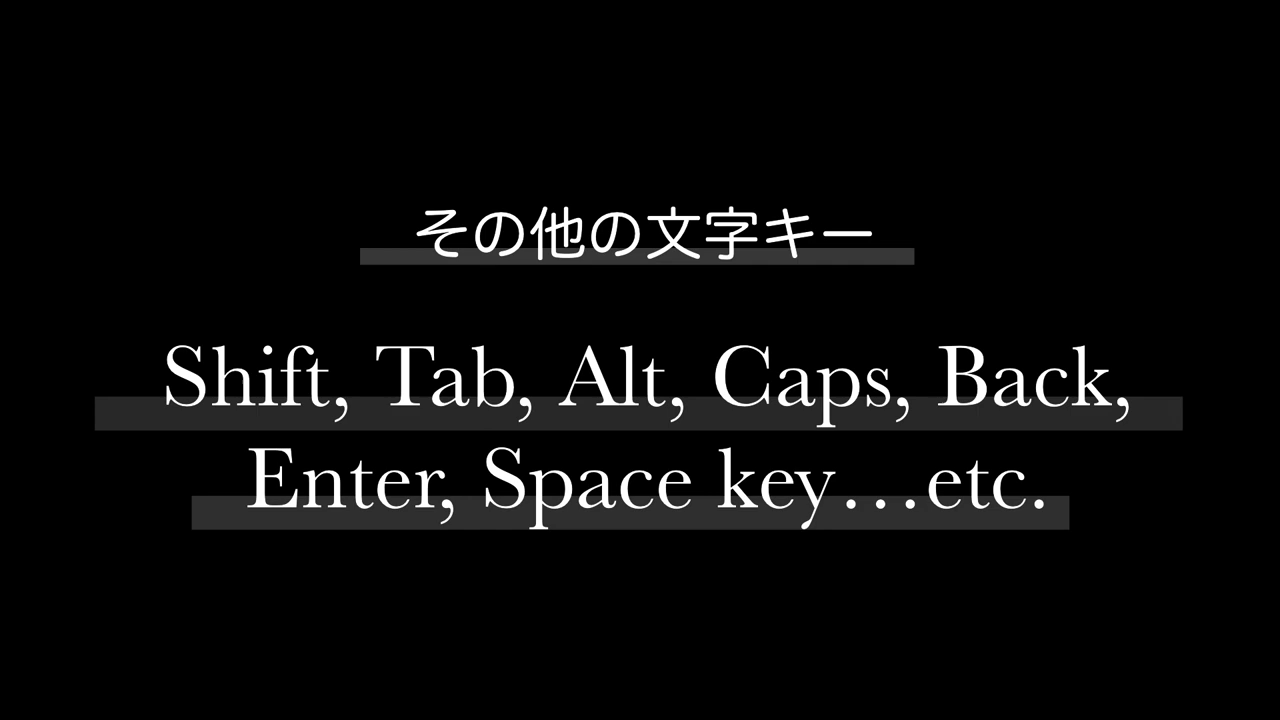 その他の文字キー
Shift, Tab, Alt, Caps, Back,
Enter, Space key…etc.